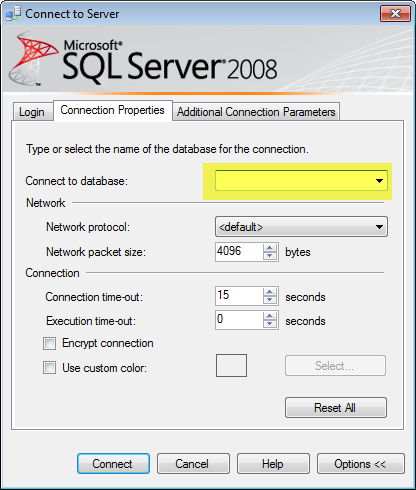 Connect to Server
Microsoft®
SQL Server® 2008
Login Connection Properties Additional Connection Parameters
Type or select the name of the database for the connection.
Connect to database:
Network
Network protocol: <default>
Network packet size: 4096 bytes
Connection
Connection time-out: 15 seconds
Execution time-out: 0 seconds
Encrypt connection
Use custom color: Select...
Reset All
Connect Cancel Help Options <<